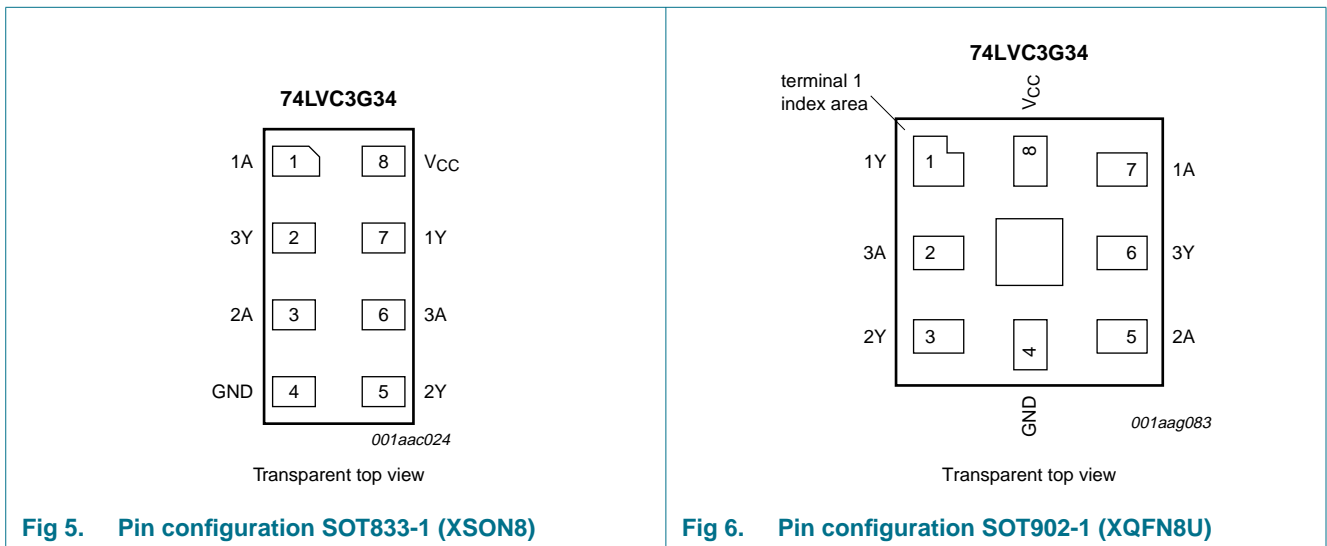 74LVC3G34
1A 1 8 VCC
3Y 2 7 1Y
2A 3 6 3A
GND 4 5 2Y
001aac024
Transparent top view
Fig 5. Pin configuration SOT833-1 (XSON8)
74LVC3G34
terminal 1
index area
VCC
1Y 1 8 7 1A
3A 2 6 3Y
2Y 3 4 5 2A
GND
001aag083
Transparent top view
Fig 6. Pin configuration SOT902-1 (XQFN8U)